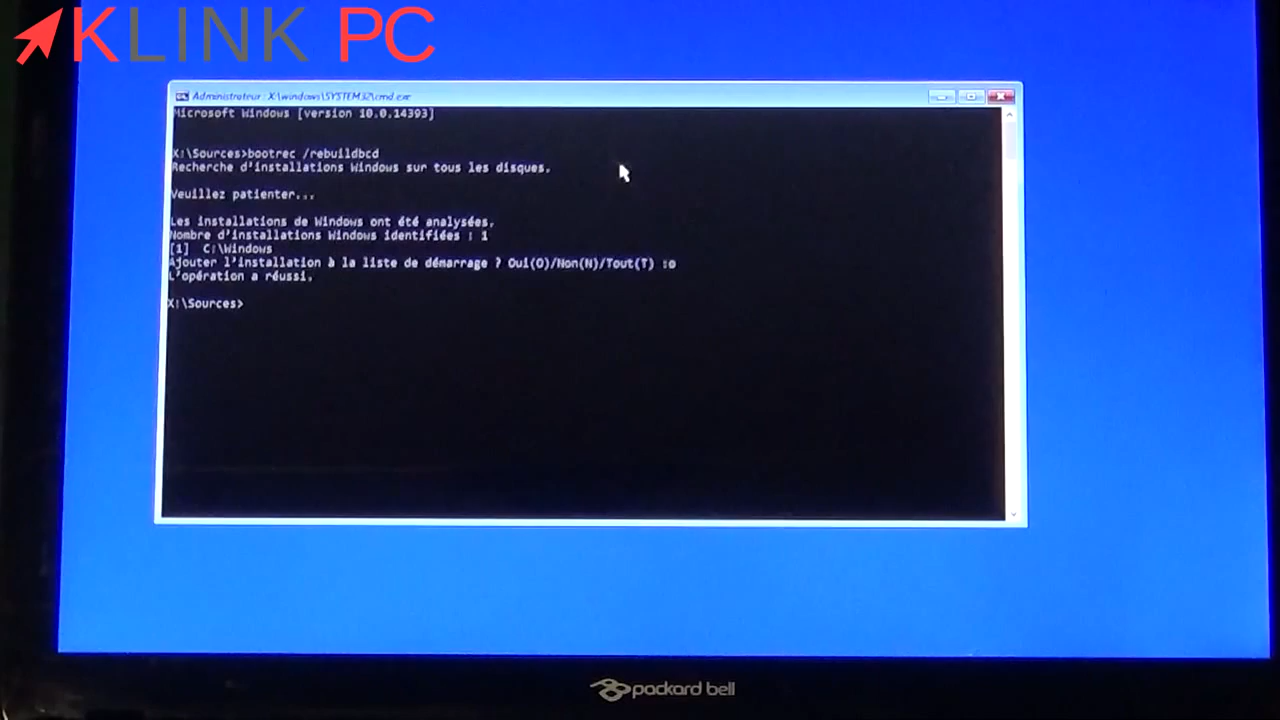 KLINK PC
Administrateur : X:\windows\SYSTEM32\cmd.exe
Microsoft Windows [version 10.0.14393]
X:\Sources>bootrec /rebuildbcd
Recherche d'installations Windows sur tous les disques.
Veuillez patienter...
Les installations de Windows ont été analysées.
Nombre d'installations Windows identifiées : 1
[1] C:\Windows
Ajouter l'installation à la liste de démarrage ? Oui(O)/Non(N)/Tout(T) :o
L'opération a réussi.
X:\Sources>
packard bell